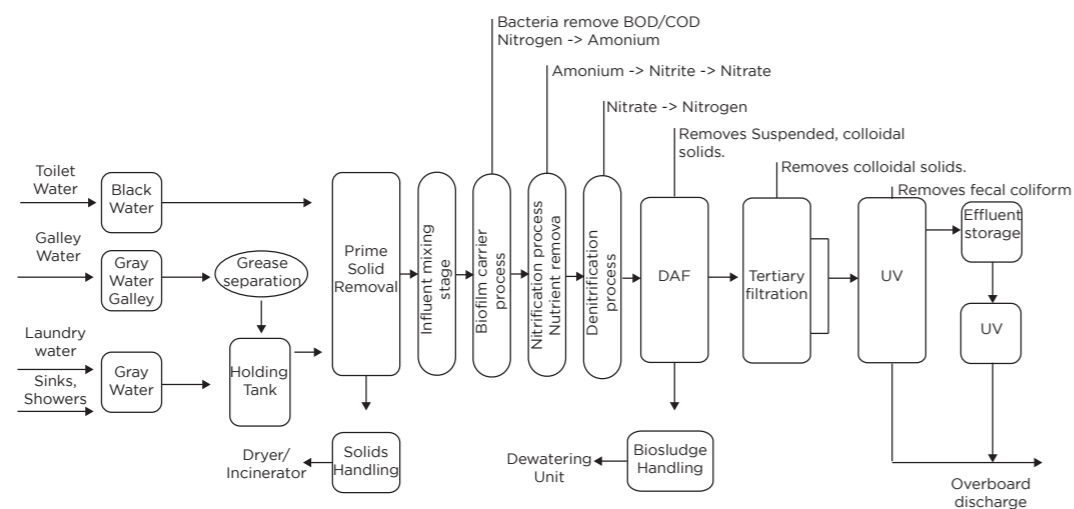 Bacteria remove BOD/COD
Nitrogen -> Amonium
Amonium -> Nitrite -> Nitrate
Nitrate -> Nitrogen
Removes Suspended, colloidal
solids.
Removes colloidal solids.
Removes fecal coliform
Toilet
Water
Black
Water
Galley
Water
Gray
Water
Galley
Grease
separation
Laundry
water
Sinks,
Showers
Gray
Water
Holding
Tank
Prime
Solid
Removal
Influent mixing
stage
Biofilm carrier
process
Nitrification process
Nutrient remova
Denitrification
process
DAF
Tertiary
filtration
UV
Effluent
storage
UV
Solids
Handling
Dryer/
Incinerator
Biosludge
Handling
Dewatering
Unit
Overboard
discharge